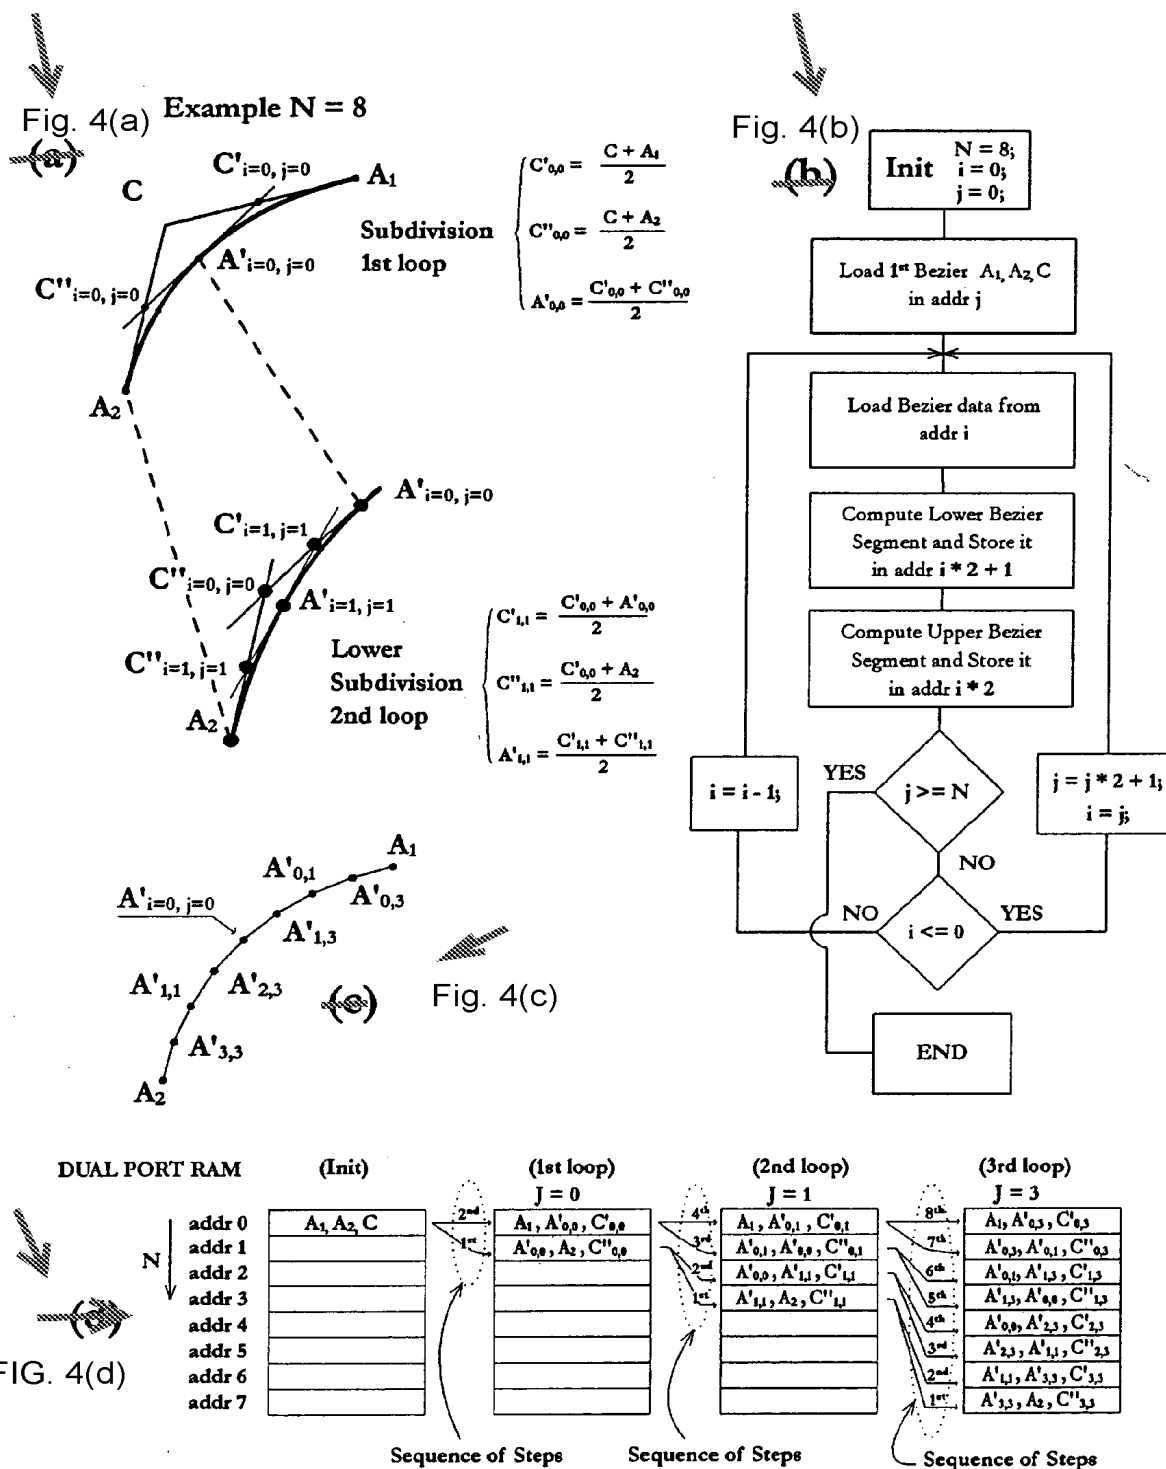 Example N = 8
Fig. 4(a)
(a)
C'i=0, j=0
A1
C
A'i=0, j=0
C''i=0, j=0
A2
Subdivision
1st loop
C'0,0 = C + A1 / 2
C''0,0 = C + A2 / 2
A'0,0 = C'0,0 + C''0,0 / 2
A'i=0, j=0
C'i=1, j=1
C''i=0, j=0
A'i=1, j=1
C''i=1, j=1
A2
Lower
Subdivision
2nd loop
C'1,1 = C'0,0 + A'0,0 / 2
C''1,1 = C'0,0 + A2 / 2
A'1,1 = C'1,1 + C''1,1 / 2
Fig. 4(b)
(b)
Init
N = 8;
i = 0;
j = 0;
Load 1st Bezier A1, A2, C
in addr j
Load Bezier data from
addr i
Compute Lower Bezier
Segment and Store it
in addr i * 2 + 1
Compute Upper Bezier
Segment and Store it
in addr i * 2
YES
j >= N
NO
i = i - 1;
j = j * 2 + 1;
i = j;
NO
i <= 0
YES
END
A1
A'0,1
A'0,3
A'i=0, j=0
A'1,3
A'1,1
A'2,3
A'3,3
A2
(c)
Fig. 4(c)
DUAL PORT RAM
(Init)
(1st loop)
J = 0
(2nd loop)
J = 1
(3rd loop)
J = 3
N
(d)
FIG. 4(d)
addr 0 A1, A2, C 2nd A1, A'0,0, C'0,0 4th A1, A'0,1, C'0,1 8th A1, A'0,3, C'0,3
addr 1 1st A'0,0, A2, C''0,0 3rd A'0,1, A'0,0, C''0,1 7th A'0,3, A'0,1, C''0,3
addr 2 2nd A'0,0, A'1,1, C'1,1 6th A'0,1, A'1,3, C'1,3
addr 3 1st A'1,1, A2, C''1,1 5th A'1,3, A'0,0, C''1,3
addr 4 4th A'0,0, A'2,3, C'2,3
addr 5 3rd A'2,3, A'1,1, C''2,3
addr 6 2nd A'1,1, A'3,3, C'3,3
addr 7 1st A'3,3, A2, C''3,3
Sequence of Steps
Sequence of Steps
Sequence of Steps